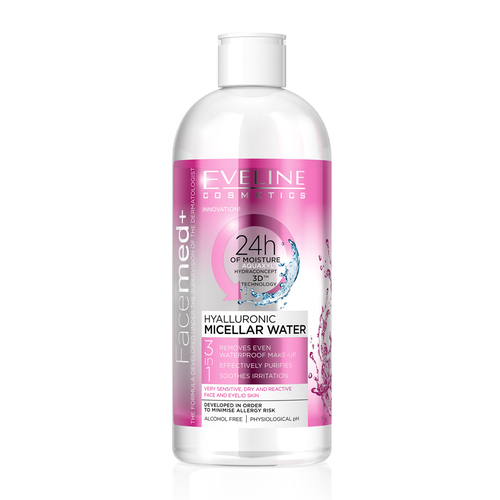 EVELINE
COSMETICS
INNOVATION!
Facemed+
24h
OF MOISTURE
AQUAXYL
HYDRACONCEPT
3D™
TECHNOLOGY
HYALLURONIC
MICELLAR WATER
3in1
REMOVES EVEN
WATERPROOF MAKE-UP
EFFECTIVELY PURIFIES
SOOTHES IRRITATION
VERY SENSITIVE, DRY AND REACTIVE
FACE AND EYELID SKIN
DEVELOPED IN ORDER
TO MINIMISE ALLERGY RISK
ALCOHOL FREE | PHYSIOLOGICAL pH